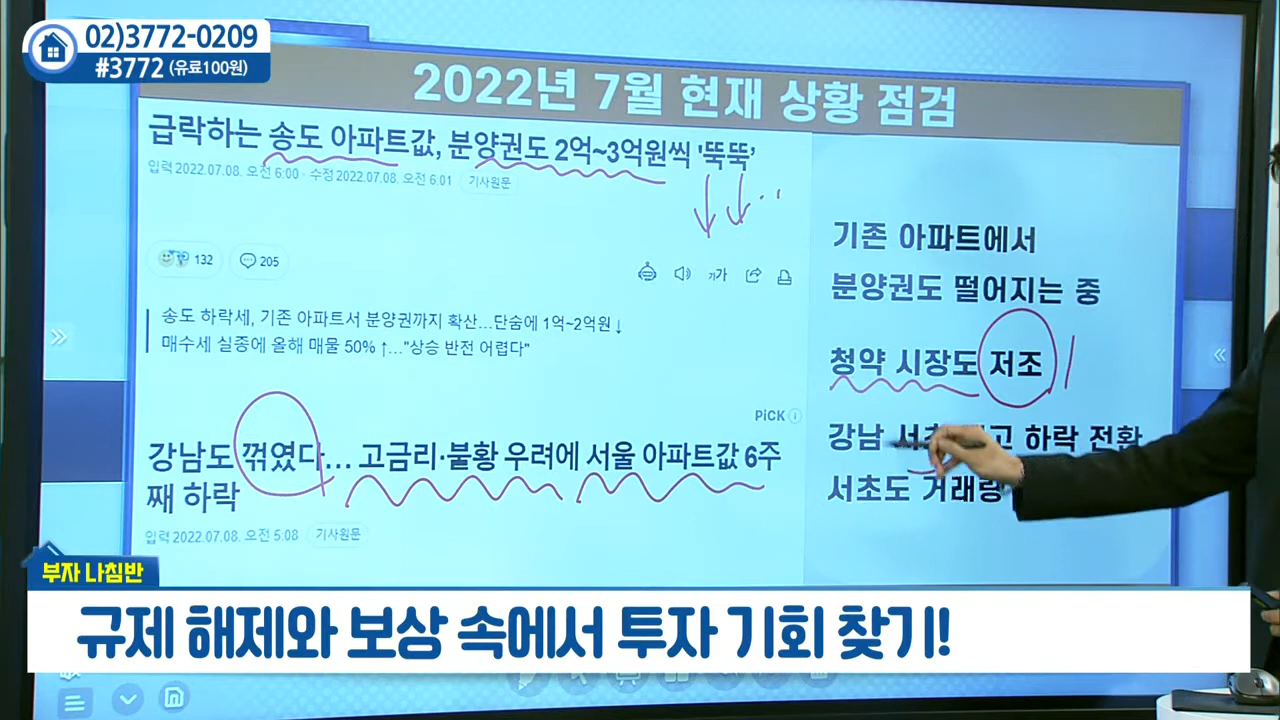 02)3772-0209
#3772 (유료100원)
2022년 7월 현재 상황 점검
급락하는 송도 아파트값, 분양권도 2억~3억원씩 '뚝뚝'
입력 2022.07.08. 오전 6:00 · 수정 2022.07.08. 오전 6:01 기사원문
132 205
가가
송도 하락세, 기존 아파트서 분양권까지 확산…단숨에 1억~2억원↓
매수세 실종에 올해 매물 50%↑…"상승 반전 어렵다"
PiCK
강남도 꺾였다… 고금리·불황 우려에 서울 아파트값 6주
째 하락
입력 2022.07.08. 오전 5:08 기사원문
기존 아파트에서
분양권도 떨어지는 중
청약 시장도 저조
강남 하락 전환
서초도 거래량
부자 나침반
규제 해제와 보상 속에서 투자 기회 찾기!